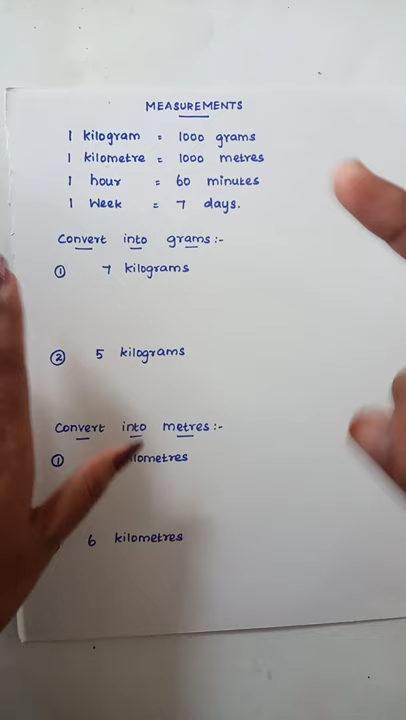 MEASUREMENTS
1 kilogram = 1000 grams
1 kilometre = 1000 metres
1 hour = 60 minutes
1 Week = 7 days.
Convert into grams :-
① 7 kilograms
② 5 kilograms
Convert into metres :-
①
6 kilometres